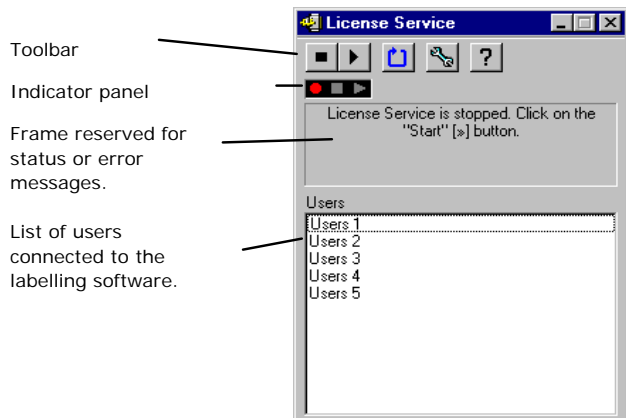 License Service
Toolbar
?
Indicator panel
License Service is stopped. Click on the
"Start" [»] button.
Frame reserved for
status or error
messages.
Users
Users 1
Users 2
Users 3
Users 4
Users 5
List of users
connected to the
labelling software.